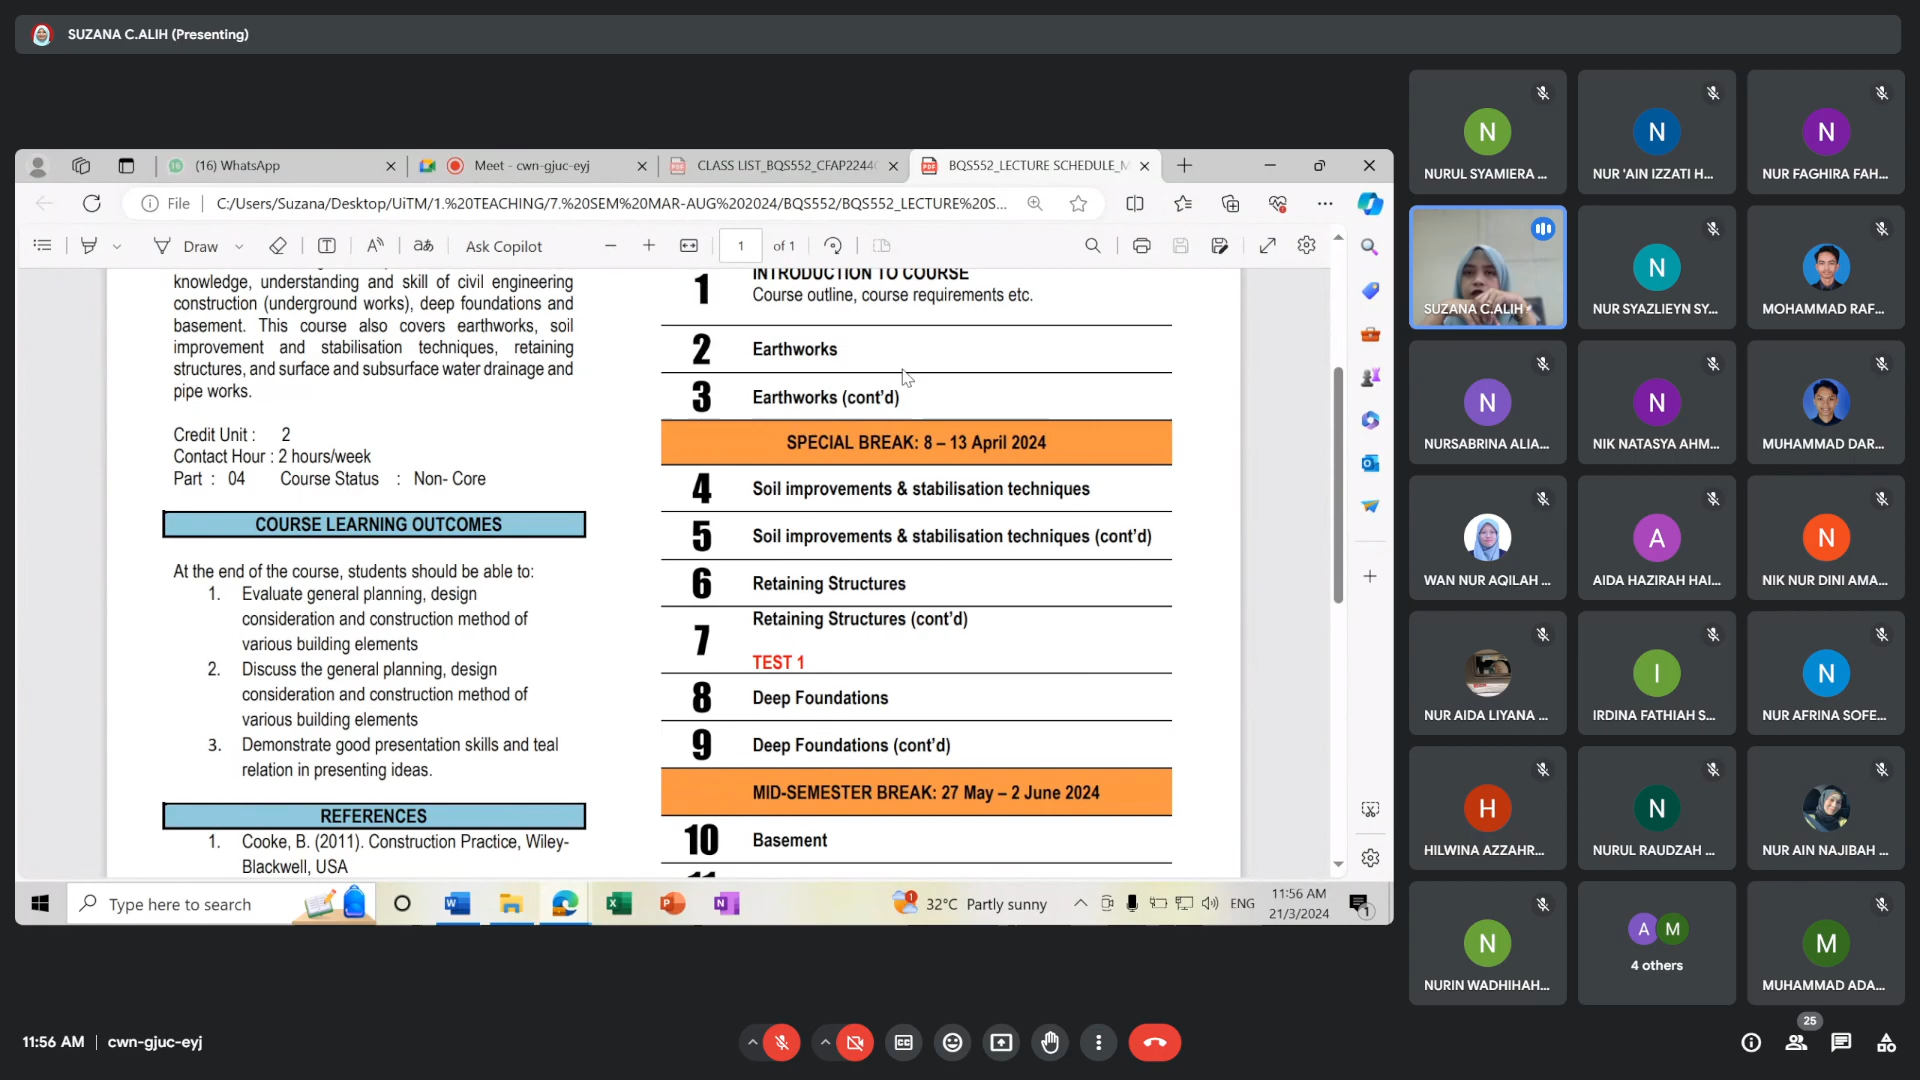 SUZANA C.ALIH (Presenting)
(16) WhatsApp
Meet - cwn-gjuc-eyj
CLASS LIST_BQS552_CFAP2244
BQS552_LECTURE SCHEDULE_M
File
C:/Users/Suzana/Desktop/UiTM/1.%20TEACHING/7.%20SEM%20MAR-AUG%202024/BQS552/BQS552_LECTURE%20S...
Draw
Ask Copilot
1
of 1
knowledge, understanding and skill of civil engineering
construction (underground works), deep foundations and
basement. This course also covers earthworks, soil
improvement and stabilisation techniques, retaining
structures, and surface and subsurface water drainage and
pipe works.
Credit Unit : 2
Contact Hour : 2 hours/week
Part : 04 Course Status : Non- Core
COURSE LEARNING OUTCOMES
At the end of the course, students should be able to:
1. Evaluate general planning, design
consideration and construction method of
various building elements
2. Discuss the general planning, design
consideration and construction method of
various building elements
3. Demonstrate good presentation skills and teal
relation in presenting ideas.
REFERENCES
1. Cooke, B. (2011). Construction Practice, Wiley-
Blackwell, USA
1 INTRODUCTION TO COURSE
Course outline, course requirements etc.
2 Earthworks
3 Earthworks (cont’d)
SPECIAL BREAK: 8 – 13 April 2024
4 Soil improvements & stabilisation techniques
5 Soil improvements & stabilisation techniques (cont’d)
6 Retaining Structures
7 Retaining Structures (cont’d)
TEST 1
8 Deep Foundations
9 Deep Foundations (cont’d)
MID-SEMESTER BREAK: 27 May – 2 June 2024
10 Basement
Type here to search
32°C Partly sunny
ENG
11:56 AM
21/3/2024
1
NURUL SYAMIERA ...
NUR 'AIN IZZATI H...
NUR FAGHIRA FAH...
SUZANA C.ALIH
NUR SYAZLIEYN SY...
MOHAMMAD RAF...
NURSABRINA ALIA...
NIK NATASYA AHM...
MUHAMMAD DAR...
WAN NUR AQILAH ...
AIDA HAZIRAH HAI...
NIK NUR DINI AMA...
NUR AIDA LIYANA ...
IRDINA FATHIAH S...
NUR AFRINA SOFE...
HILWINA AZZAHR...
NURUL RAUDZAH ...
NUR AIN NAJIBAH ...
NURIN WADHIHAH...
4 others
MUHAMMAD ADA...
11:56 AM | cwn-gjuc-eyj
25